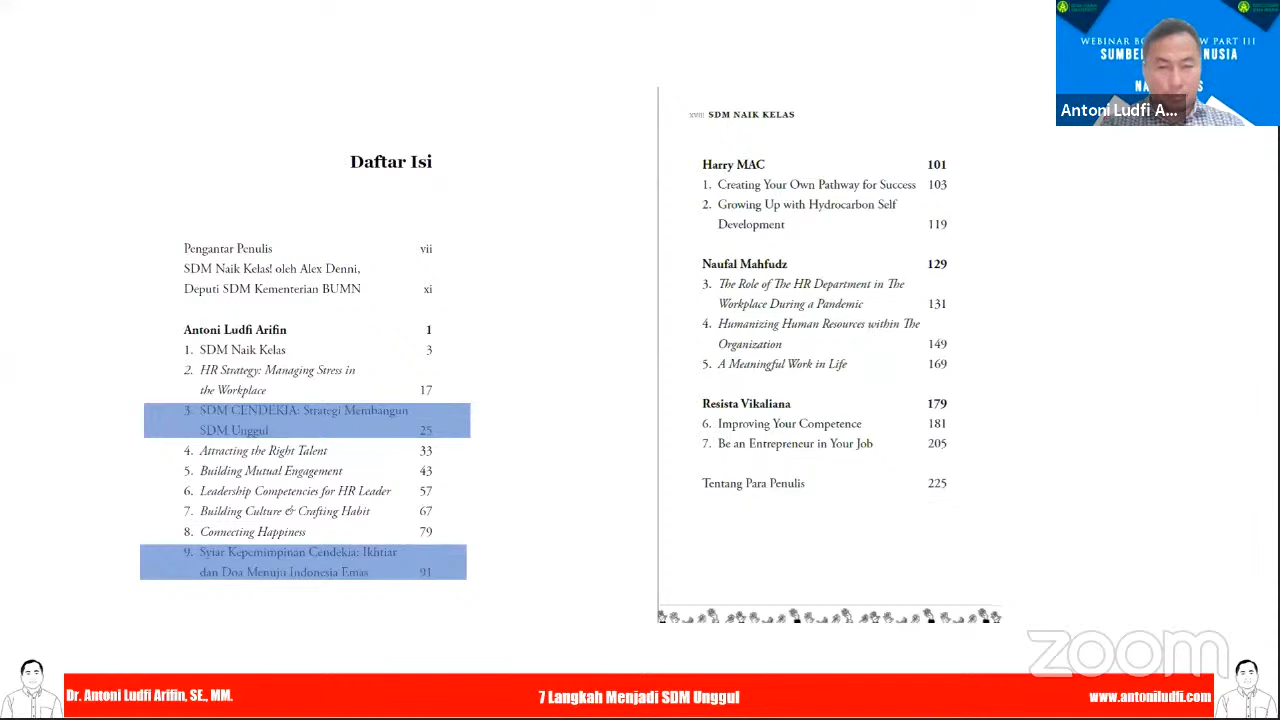 Daftar Isi
Pengantar Penulis vii
SDM Naik Kelas! oleh Alex Denni,
Deputi SDM Kementerian BUMN xi
Antoni Ludfi Arifin 1
1. SDM Naik Kelas 3
2. HR Strategy: Managing Stress in
the Workplace 17
3. SDM CENDEKIA: Strategi Membangun
SDM Unggul 25
4. Attracting the Right Talent 33
5. Building Mutual Engagement 43
6. Leadership Competencies for HR Leader 57
7. Building Culture & Crafting Habit 67
8. Connecting Happiness 79
9. Syiar Kepemimpinan Cendekia: Ikhtiar
dan Doa Menuju Indonesia Emas 91
xviii SDM NAIK KELAS
Harry MAC 101
1. Creating Your Own Pathway for Success 103
2. Growing Up with Hydrocarbon Self
Development 119
Naufal Mahfudz 129
3. The Role of The HR Department in The
Workplace During a Pandemic 131
4. Humanizing Human Resources within The
Organization 149
5. A Meaningful Work in Life 169
Resista Vikaliana 179
6. Improving Your Competence 181
7. Be an Entrepreneur in Your Job 205
Tentang Para Penulis 225
WEBINAR PART III
Antoni Ludfi A...
zoom
Dr. Antoni Ludfi Arifin, SE., MM.
7 Langkah Menjadi SDM Unggul
www.antoniludfi.com